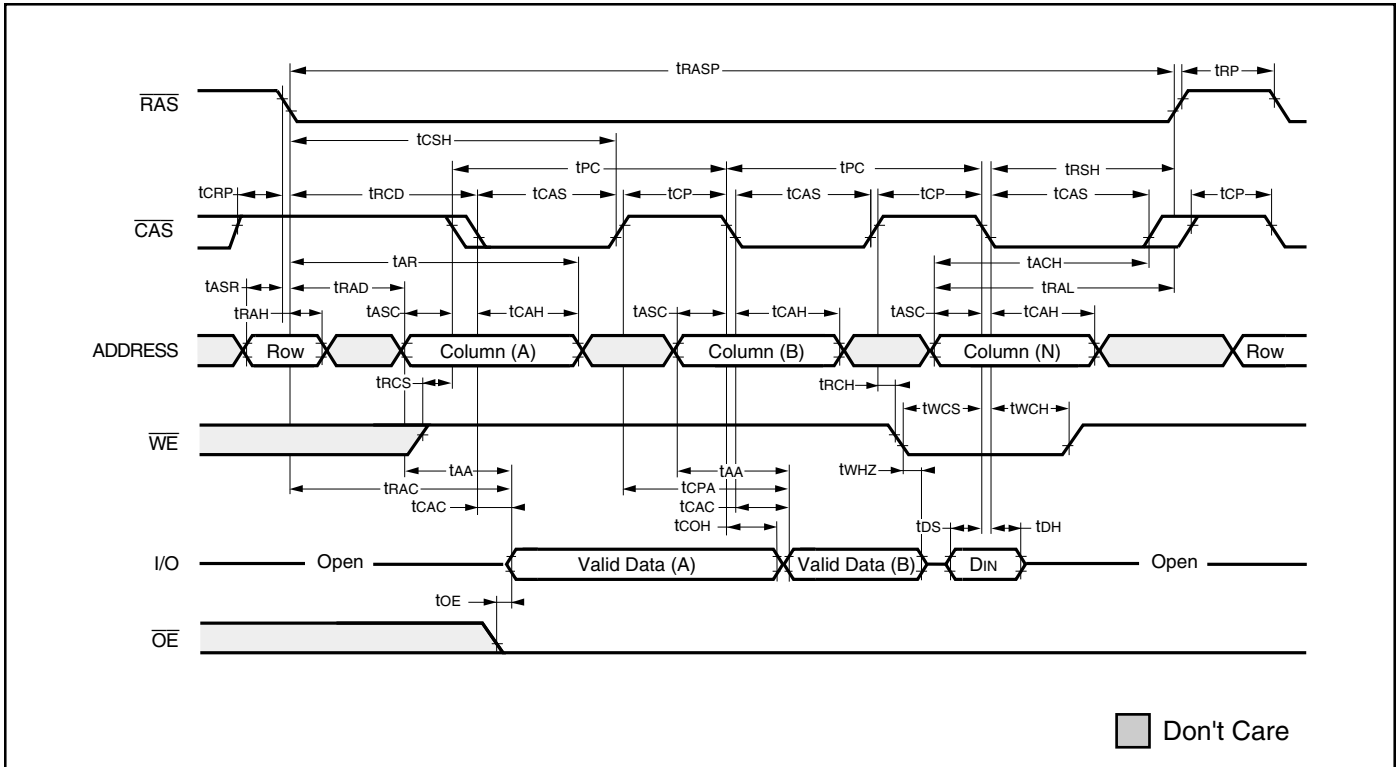 tRASP tRP
RAS
tCSH
tPC tPC tRSH
tCRP tRCD tCAS tCP tCAS tCP tCAS tCP
CAS
tAR tACH
tASR tRAD tRAL
tRAH tASC tCAH tASC tCAH tASC tCAH
ADDRESS Row Column (A) Column (B) Column (N) Row
tRCS tRCH
tWCS tWCH
WE
tAA tAA tWHZ
tRAC tCPA
tCAC tCAC
tCOH tDS tDH
I/O Open Valid Data (A) Valid Data (B) DIN Open
tOE
OE
Don't Care